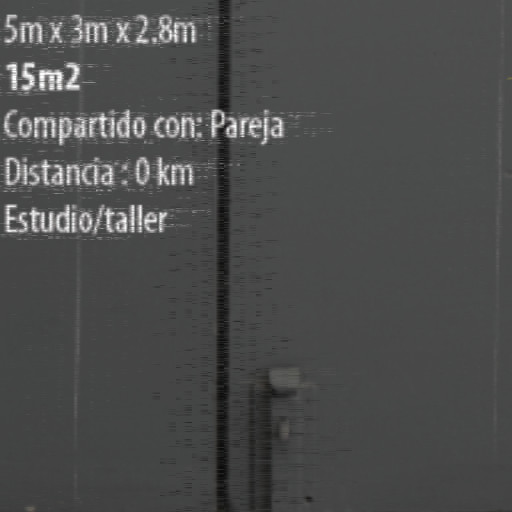 5m x 3m x 2.8m
15m2
Compartido con: Pareja
Distancia : 0 km
Estudio/taller